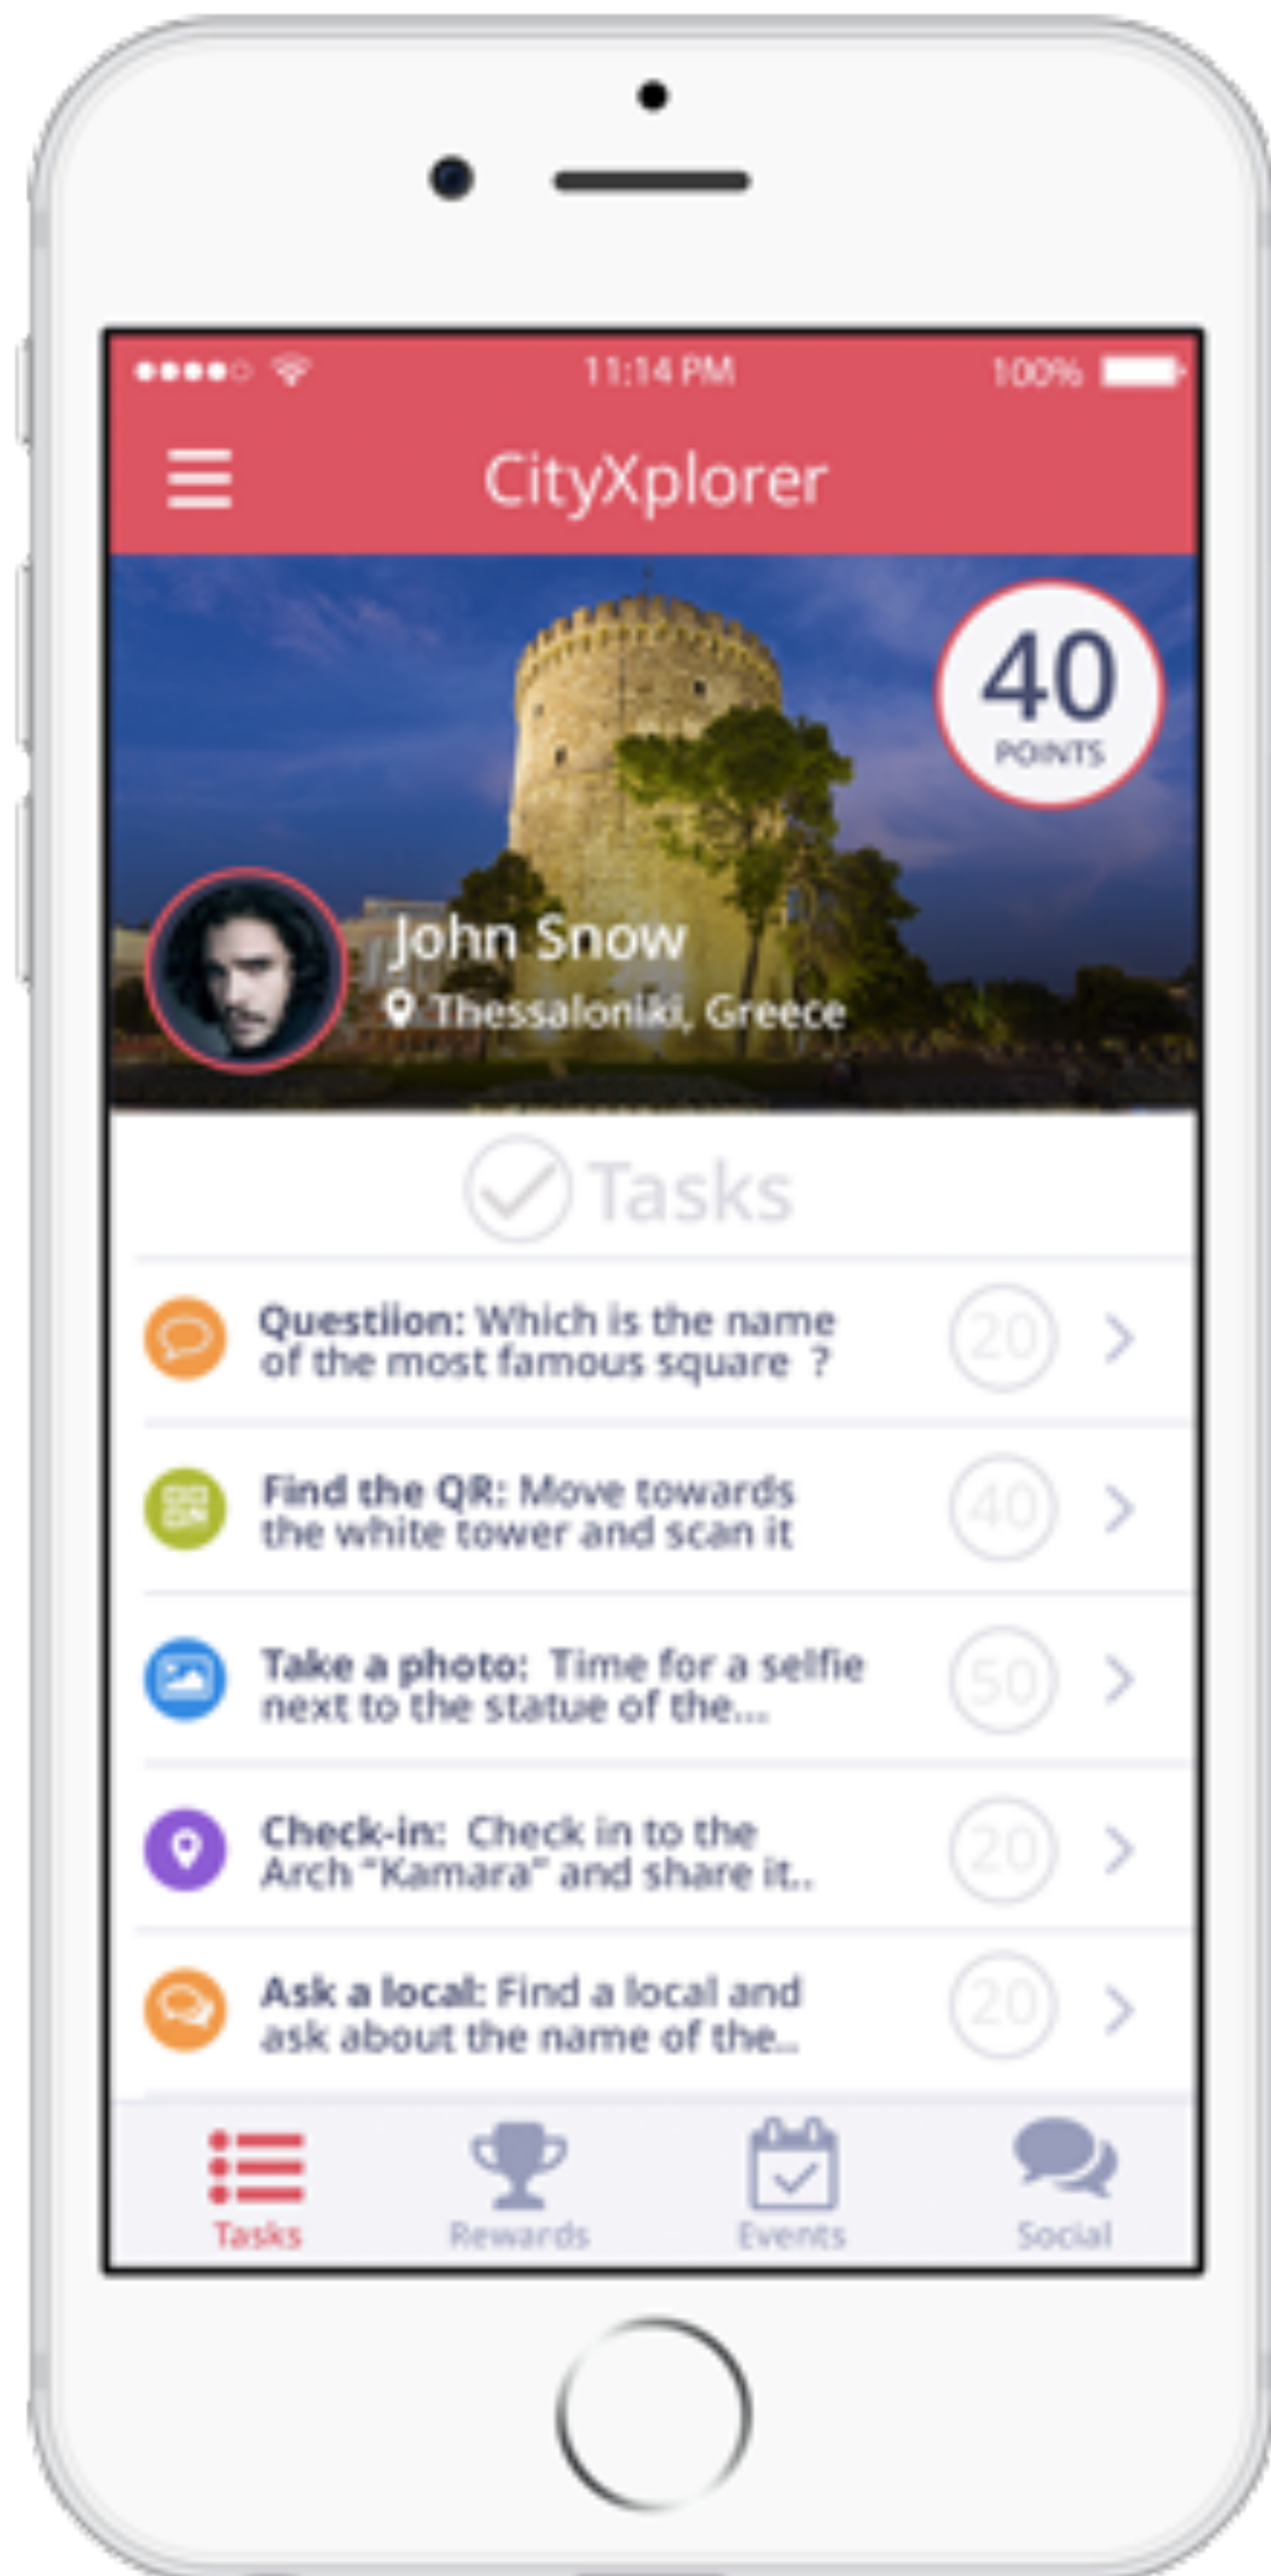 11:14 PM
100%
CityXplorer
40
POINTS
John Snow
Thessaloniki, Greece
Tasks
Questiion: Which is the name
of the most famous square ?
20
Find the QR: Move towards
the white tower and scan it
40
Take a photo: Time for a selfie
next to the statue of the...
50
Check-in: Check in to the
Arch "Kamara" and share it..
20
Ask a local: Find a local and
ask about the name of the..
20
Tasks
Rewards
Events
Social